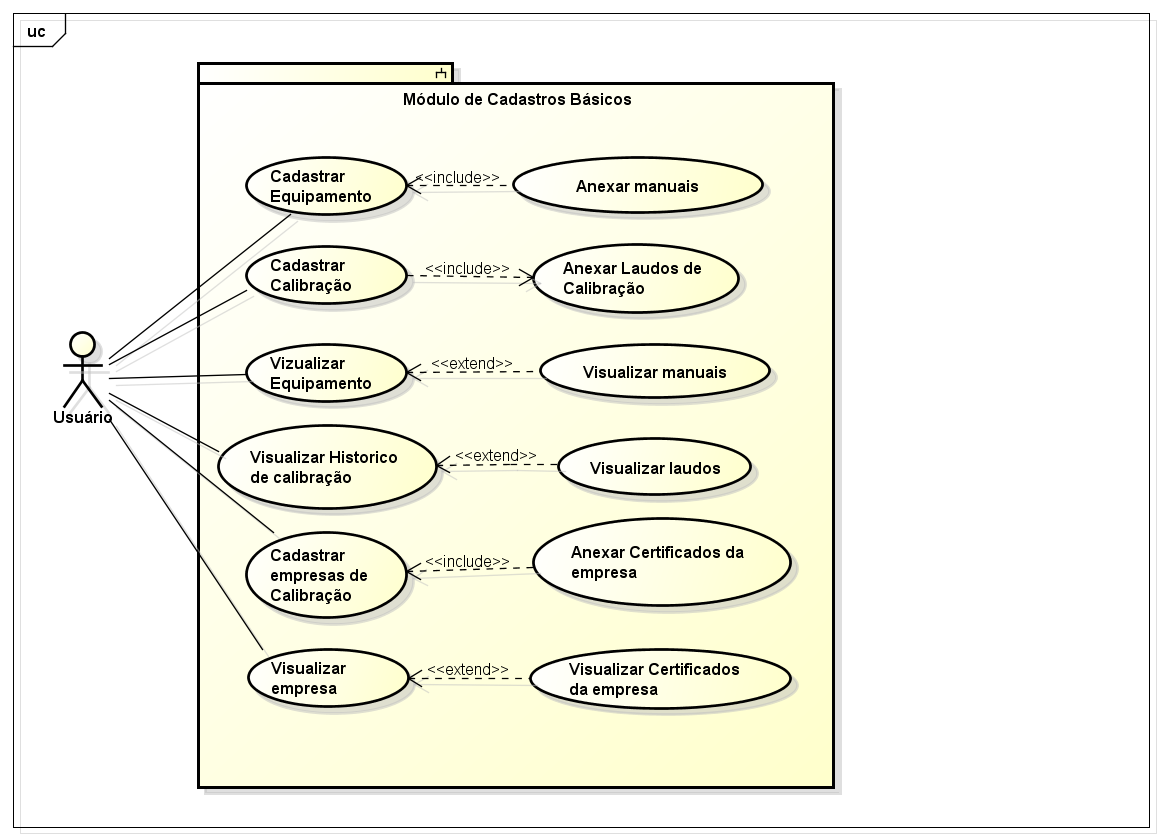 uc
Módulo de Cadastros Básicos
Cadastrar
Equipamento
<<include>>
Anexar manuais
Cadastrar
Calibração
<<include>>
Anexar Laudos de
Calibração
Vizualizar
Equipamento
<<extend>>
Visualizar manuais
Usuário
Visualizar Historico
de calibração
<<extend>>
Visualizar laudos
Cadastrar
empresas de
Calibração
<<include>>
Anexar Certificados da
empresa
Visualizar
empresa
<<extend>>
Visualizar Certificados
da empresa